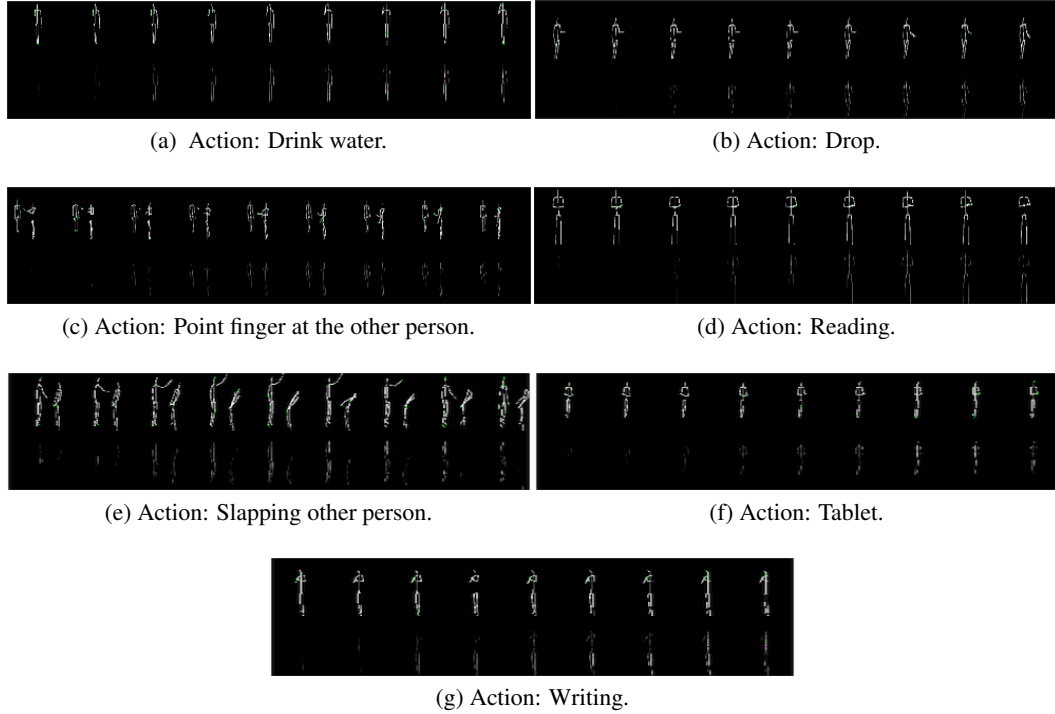 (a) Action: Drink water.
(b) Action: Drop.
(c) Action: Point finger at the other person.
(d) Action: Reading.
(e) Action: Slapping other person.
(f) Action: Tablet.
(g) Action: Writing.